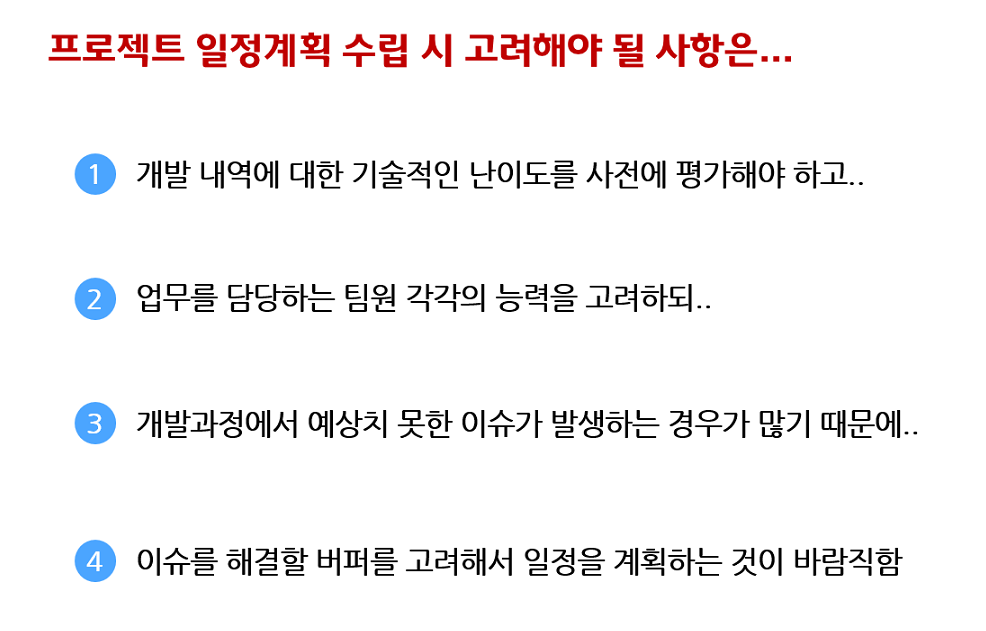 프로젝트 일정계획 수립 시 고려해야 될 사항은...
1 개발 내역에 대한 기술적인 난이도를 사전에 평가해야 하고..
2 업무를 담당하는 팀원 각각의 능력을 고려하되..
3 개발과정에서 예상치 못한 이슈가 발생하는 경우가 많기 때문에..
4 이슈를 해결할 버퍼를 고려해서 일정을 계획하는 것이 바람직함